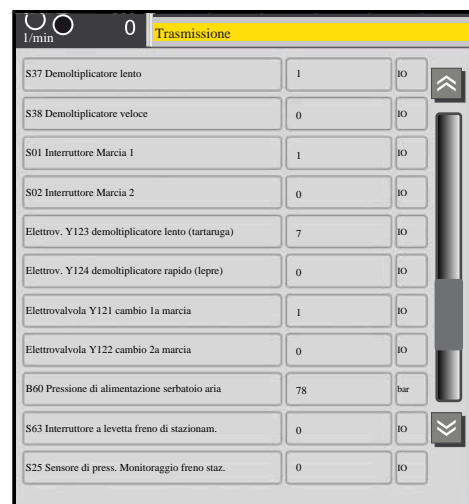 1/min 0 Trasmissione
S37 Demoltiplicatore lento 1 IO
S38 Demoltiplicatore veloce 0 IO
S01 Interruttore Marcia 1 1 IO
S02 Interruttore Marcia 2 0 IO
Elettrov. Y123 demoltiplicatore lento (tartaruga) 7 IO
Elettrov. Y124 demoltiplicatore rapido (lepre) 0 IO
Elettrovalvola Y121 cambio 1a marcia 1 IO
Elettrovalvola Y122 cambio 2a marcia 0 IO
B60 Pressione di alimentazione serbatoio aria 78 bar
S63 Interruttore a levetta freno di stazionam. 0 IO
S25 Sensore di press. Monitoraggio freno staz. 0 IO